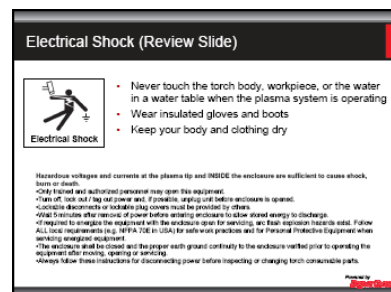 Electrical Shock (Review Slide)
• Never touch the torch body, workpiece, or the water
in a water table when the plasma system is operating
• Wear insulated gloves and boots
• Keep your body and clothing dry
Electrical Shock
Hazardous voltages and currents at the plasma tip and INSIDE the enclosure are sufficient to cause shock,
burn or death.
•Only trained and authorized personnel may open this equipment.
•Turn off, lock out / tag out power and, if possible, unplug unit before enclosure is opened.
•Lockable disconnects or lockable plug covers must be provided by others.
•Wait 5 minutes after removal of power before entering enclosure to allow stored energy to discharge.
•If required to energize the equipment with the enclosure open for servicing, arc flash explosion hazards exist. Follow
ALL local requirements (e.g. NFPA 70E in USA) for safe work practices and for Personal Protective Equipment when
servicing energized equipment.
•The enclosure shall be closed and the proper earth ground continuity to the enclosure verified prior to operating the
equipment after moving, opening or servicing.
•Always follow these instructions for disconnecting power before inspecting or changing torch consumable parts.
Powered by